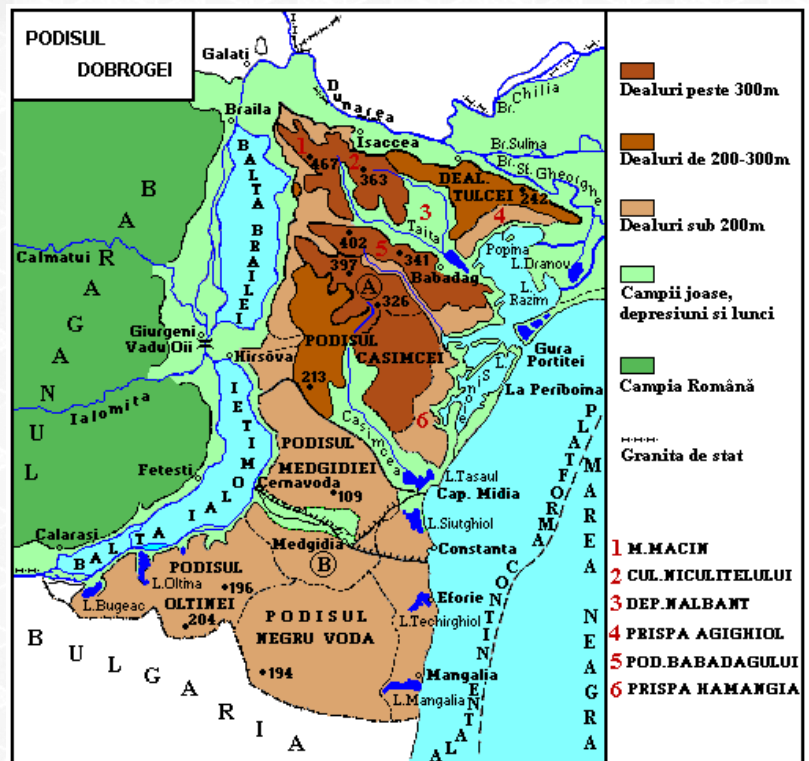 PODISUL
DOBROGEI
Galați
Dunarea
Br. Chilia
Braila
Isaccea
Br.Sulina
Br. St. Gheorghe
BALTA BRAILEI
1
467
2
363
DEAL.
TULCEI
242
3
4
Taita
BARAGANUL
Calmatui
402
5
341
Popina
L.Dranov
397
Babadag
L.
Razim
A
326
Giurgeni
Vadu Oii
PODISUL
CASIMCEI
Gura
Portitei
Hirsova
L. Sinoie
La Periboina
213
Ialomita
Casimcea
6
PODISUL
MEDGIDIEI
Fetesti
BALTA IALOMITEI
Cernavoda
109
L.Tasaul
Cap. Midia
L.Siutghiol
Calarasi
Medgidia
Constanta
B
PODISUL
OLTINEI
L.Oltina
196
L.Bugeac
204
Eforie
L.Techirghiol
PODISUL
NEGRU VODA
194
Mangalia
L.Mangalia
BULGARIA
PLATFORMA CONTINENTALA
MAREA NEAGRA
Dealuri peste 300m
Dealuri de 200-300m
Dealuri sub 200m
Campii joase,
depresiuni si lunci
Campia Română
Granita de stat
1 M.MACIN
2 CUL.NICULITELULUI
3 DEP.NALBANT
4 PRISPA AGIGHIOL
5 POD.BABADAGULUI
6 PRISPA HAMANGIA